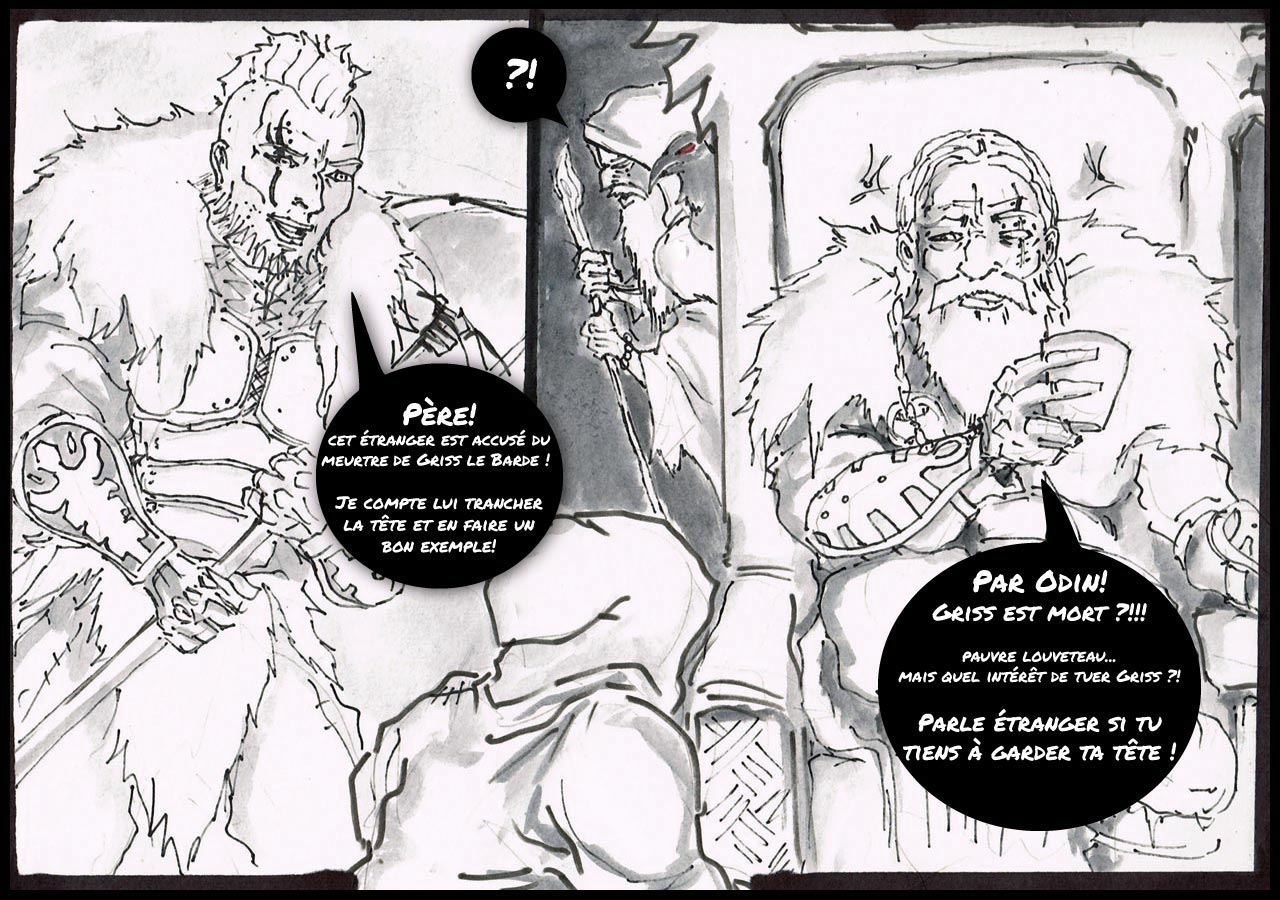 ?!
PÈRE!
CET ÉTRANGER EST ACCUSÉ DU
MEURTRE DE GRISS LE BARDE !
JE COMPTE LUI TRANCHER
LA TÊTE ET EN FAIRE UN
BON EXEMPLE!
PAR ODIN!
GRISS EST MORT ?!!!
PAUVRE LOUVETEAU...
MAIS QUEL INTÉRÊT DE TUER GRISS ?!
PARLE ÉTRANGER SI TU
TIENS À GARDER TA TÊTE !